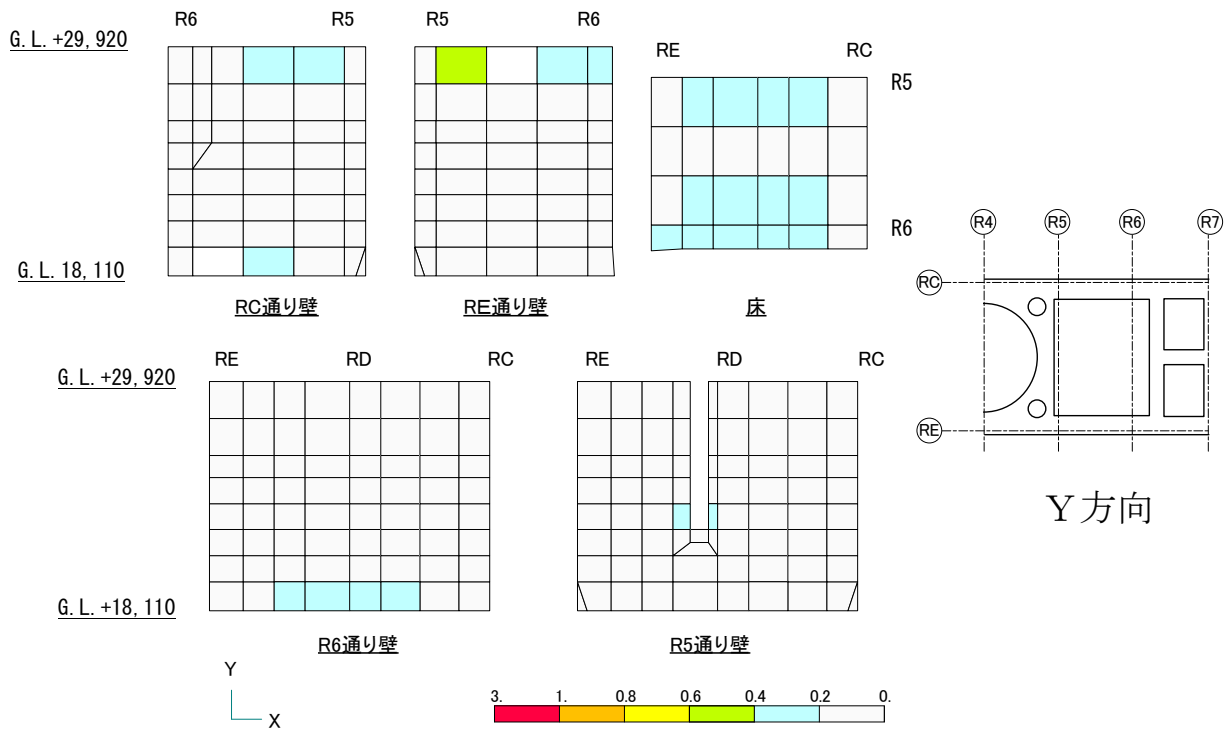 R6 R5 R5 R6
G.L.+29,920
RE RC
R5
R6
G.L.18,110
RC通り壁 RE通り壁 床
R4 R5 R6 R7
RC
RE
Y方向
RE RD RC RE RD RC
G.L.+29,920
G.L.+18,110
R6通り壁 R5通り壁
Y
X
3. 1. 0.8 0.6 0.4 0.2 0.